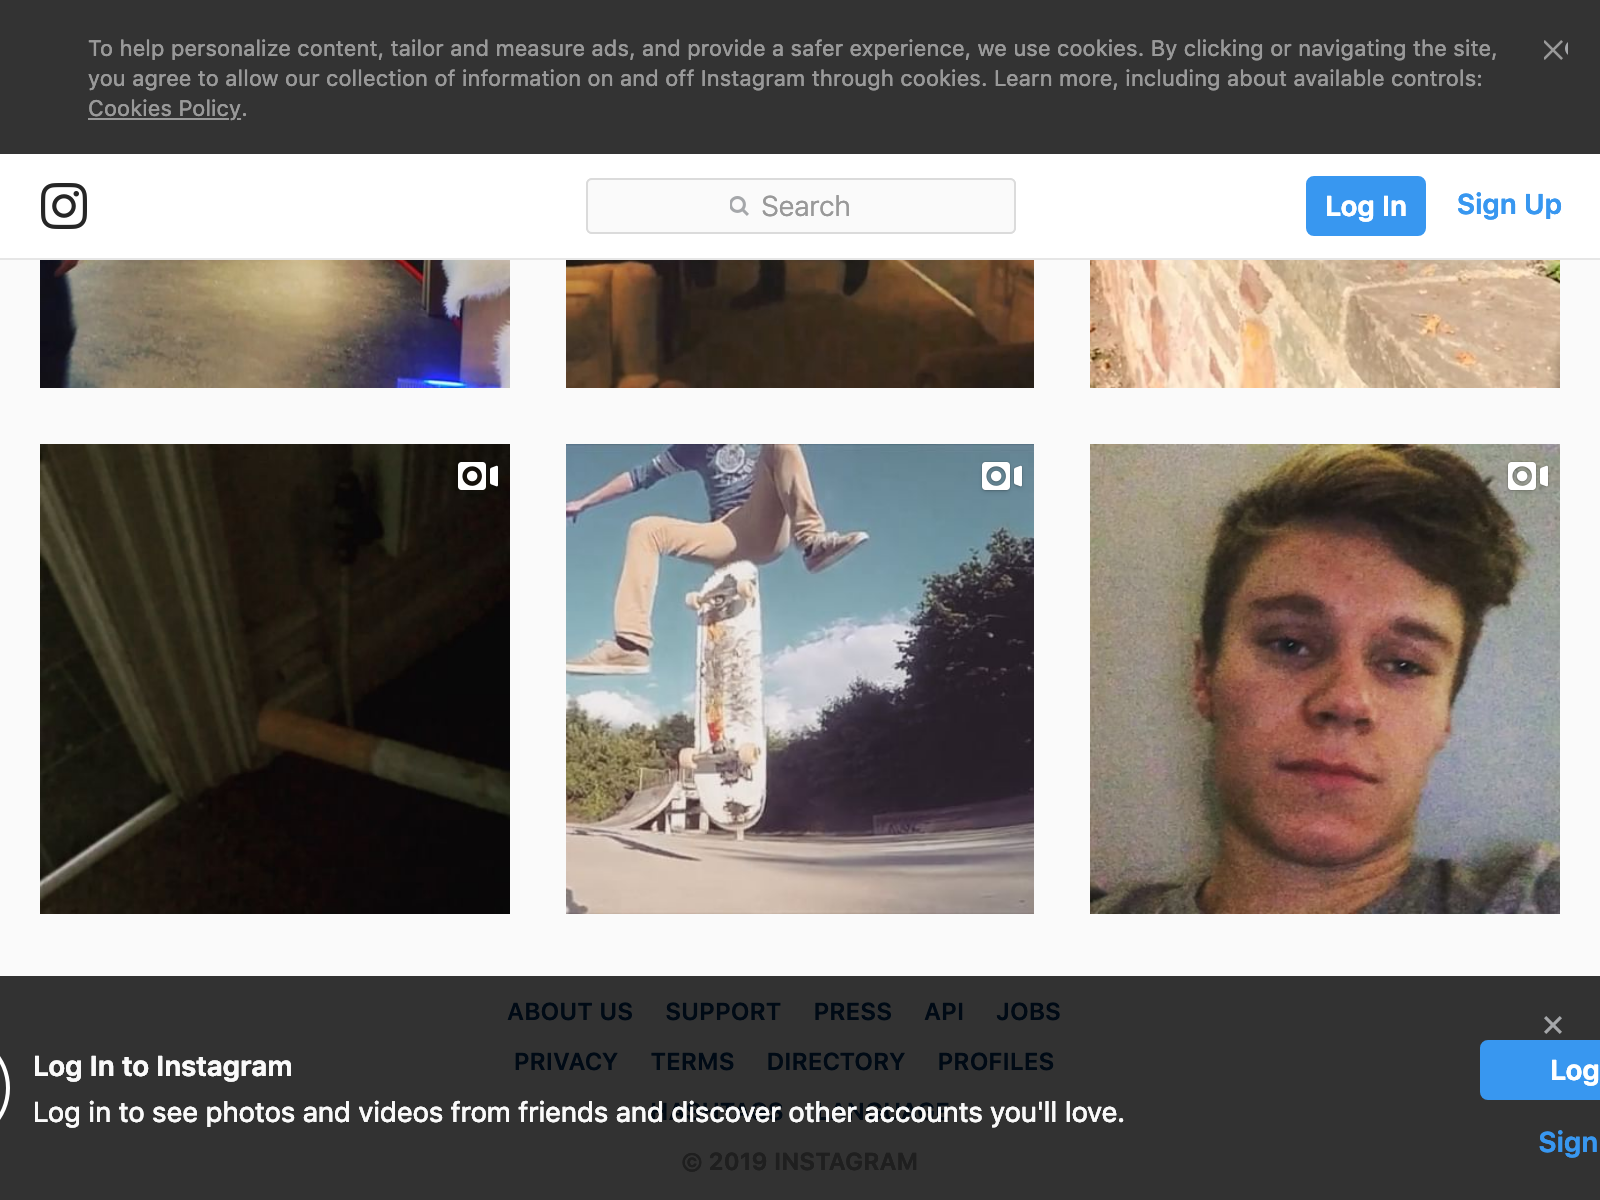 To help personalize content, tailor and measure ads, and provide a safer experience, we use cookies. By clicking or navigating the site,
you agree to allow our collection of information on and off Instagram through cookies. Learn more, including about available controls:
Cookies Policy.
Search
Log In
Sign Up
ABOUT US SUPPORT PRESS API JOBS
PRIVACY TERMS DIRECTORY PROFILES
Log In to Instagram
Log
HASHTAGS LANGUAGE
Log in to see photos and videos from friends and discover other accounts you'll love.
Sign
© 2019 INSTAGRAM